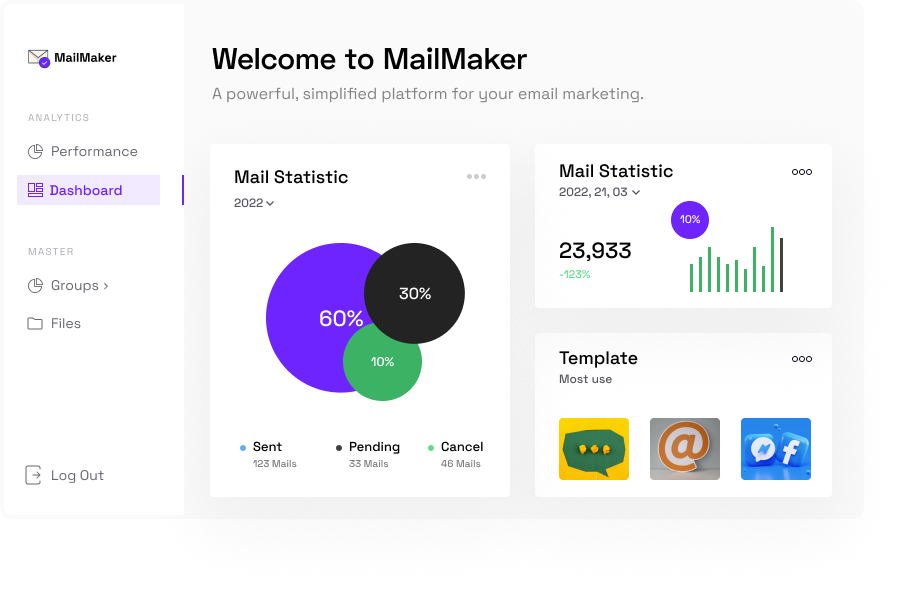 MailMaker
ANALYTICS
Performance
Dashboard
MASTER
Groups ›
Files
Log Out
Welcome to MailMaker
A powerful, simplified platform for your email marketing.
Mail Statistic
2022
60%
30%
10%
Sent
123 Mails
Pending
33 Mails
Cancel
46 Mails
Mail Statistic
2022, 21, 03
10%
23,933
-123%
Template
Most use
@
f